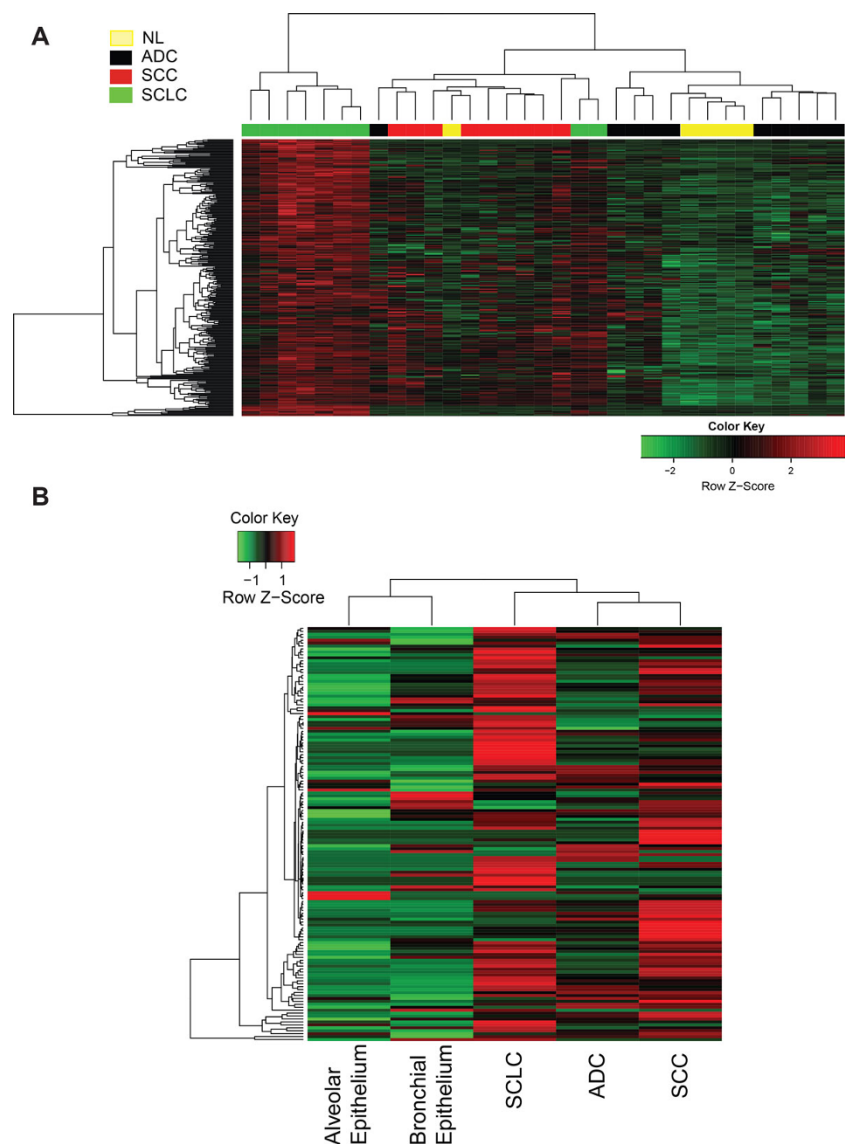 A
NL
ADC
SCC
SCLC
Color Key
−2 0 2
Row Z−Score
B
Color Key
−1 1
Row Z−Score
Alveolar
Epithelium
Bronchial
Epithelium
SCLC
ADC
SCC